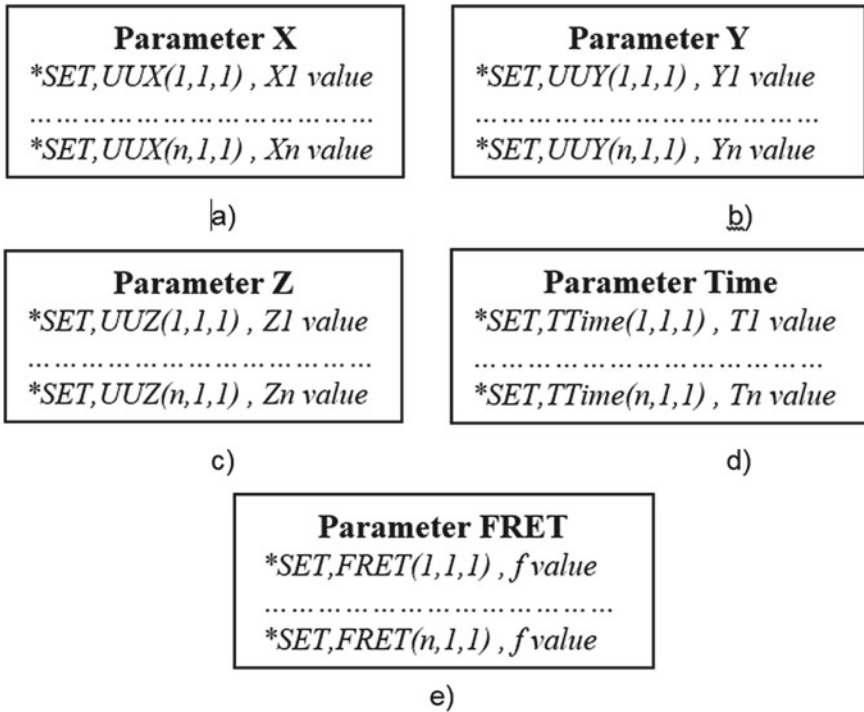 Parameter X
*SET,UUX(1,1,1) , X1 value
………………………………
*SET,UUX(n,1,1) , Xn value
a)
Parameter Y
*SET,UUY(1,1,1) , Y1 value
………………………………
*SET,UUY(n,1,1) , Yn value
b)
Parameter Z
*SET,UUZ(1,1,1) , Z1 value
………………………………
*SET,UUZ(n,1,1) , Zn value
c)
Parameter Time
*SET,TTime(1,1,1) , T1 value
………………………………
*SET,TTime(n,1,1) , Tn value
d)
Parameter FRET
*SET,FRET(1,1,1) , f value
………………………………
*SET,FRET(n,1,1) , f value
e)